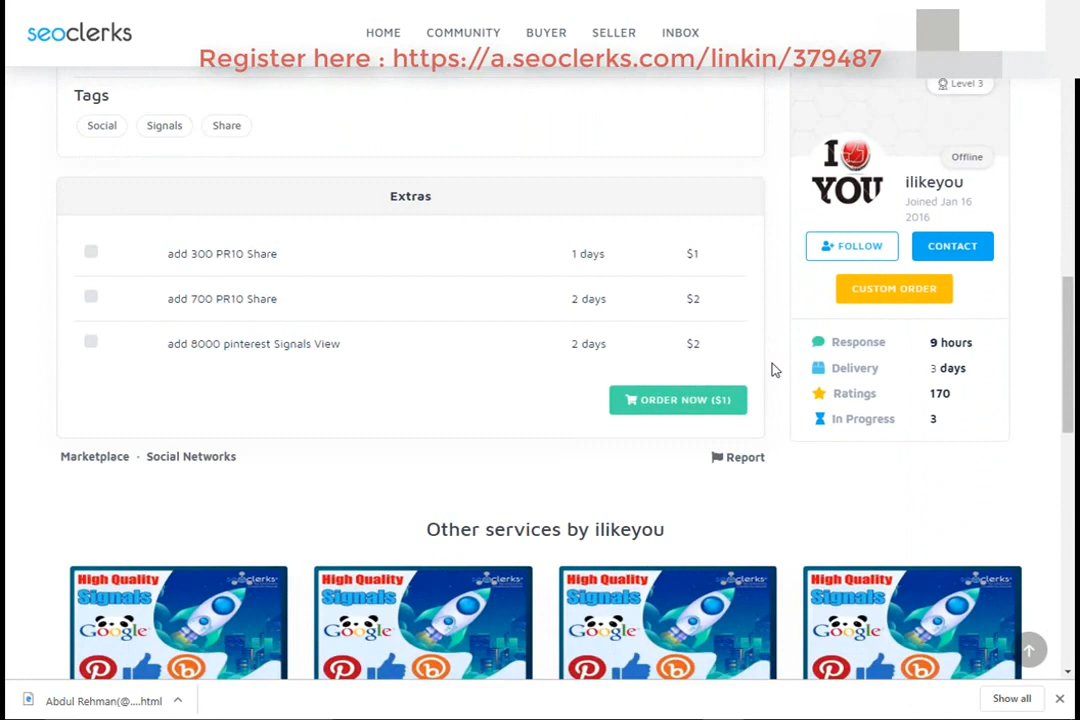 seoclerks
HOME COMMUNITY BUYER SELLER INBOX
Register here : https://a.seoclerks.com/linkin/379487
Level 3
Tags
Social Signals Share
Offline
I YOU
ilikeyou
Joined Jan 16
2016
FOLLOW CONTACT
CUSTOM ORDER
Response 9 hours
Delivery 3 days
Ratings 170
In Progress 3
Extras
add 300 PR10 Share 1 days $1
add 700 PR10 Share 2 days $2
add 8000 pinterest Signals View 2 days $2
ORDER NOW ($1)
Marketplace · Social Networks
Report
Other services by ilikeyou
High Quality seoclerks High Quality seoclerks High Quality seoclerks High Quality seoclerks
Signals Signals Signals Signals
Google Google Google Google
Abdul Rehman(@....html
Show all